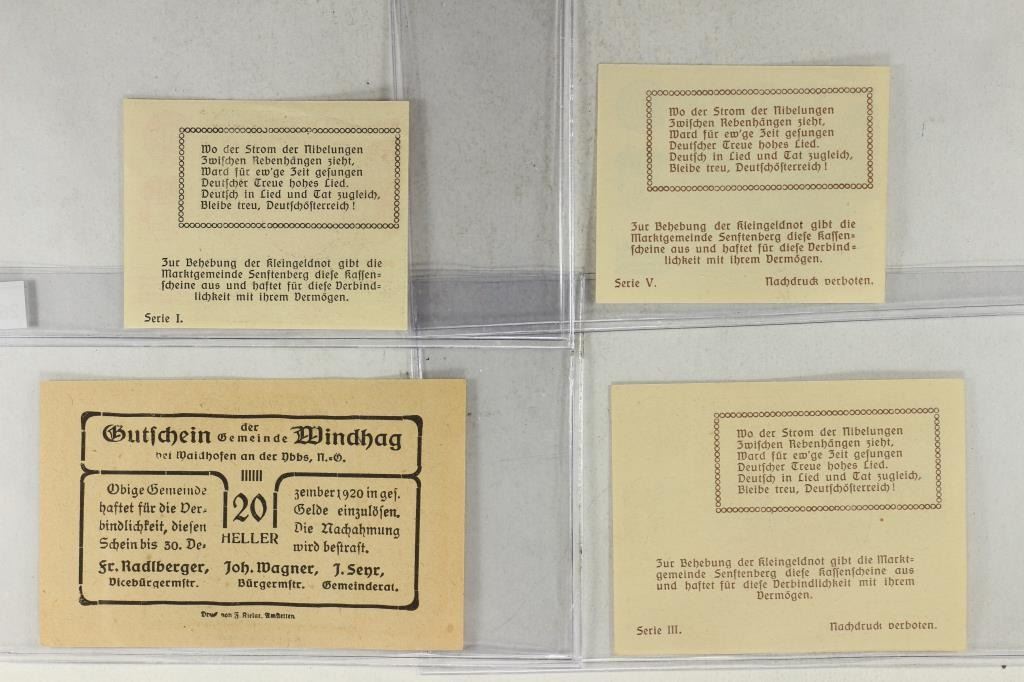 Wo der Strom der Nibelungen
Zwischen Rebenhängen zieht,
Ward für ew'ge Zeit gesungen
Deutscher Treue hohes Lied.
Deutsch in Lied und Tat zugleich,
Bleibe treu, Deutschösterreich!
Zur Behebung der Kleingeldnot gibt die
Marktgemeinde Senftenberg diese Kassen=
scheine aus und haftet für diese Verbind=
lichkeit mit ihrem Vermögen.
Serie I.
Wo der Strom der Nibelungen
Zwischen Rebenhängen zieht,
Ward für ew'ge Zeit gesungen
Deutscher Treue hohes Lied.
Deutsch in Lied und Tat zugleich,
Bleibe treu, Deutschösterreich!
Zur Behebung der Kleingeldnot gibt die
Marktgemeinde Senftenberg diese Kassen=
scheine aus und haftet für diese Verbind=
lichkeit mit ihrem Vermögen.
Serie V. Nachdruck verboten.
Gutschein der Gemeinde Windhag
bei Waidhofen an der Ybbs, N.-Ö.
Obige Gemeinde
haftet für die Ver-
bindlichkeit, diesen
Schein bis 30. De-
20
HELLER
zember 1920 in ges.
Gelde einzulösen.
Die Nachahmung
wird bestraft.
Fr. Radlberger, Joh. Wagner, J. Seyr,
Vicebürgermstr. Bürgermstr. Gemeinderat.
Druck von F. Amstetten
Wo der Strom der Nibelungen
Zwischen Rebenhängen zieht,
Ward für ew'ge Zeit gesungen
Deutscher Treue hohes Lied.
Deutsch in Lied und Tat zugleich,
Bleibe treu, Deutschösterreich!
Zur Behebung der Kleingeldnot gibt die Markt=
gemeinde Senftenberg diese Kassenscheine aus
und haftet für diese Verbindlichkeit mit ihrem
Vermögen.
Serie III. Nachdruck verboten.